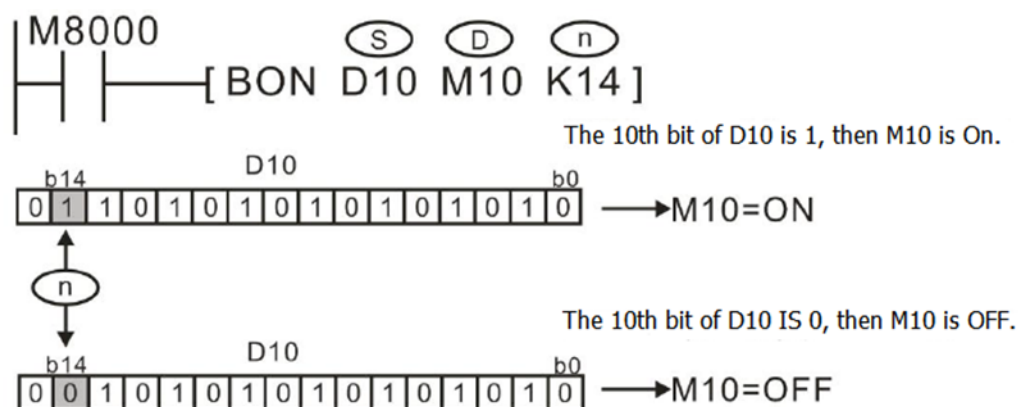 M8000
S D n
[ BON D10 M10 K14 ]
The 10th bit of D10 is 1, then M10 is On.
D10
b14 b0
0 1 1 0 1 0 1 0 1 0 1 0 1 0 1 0 M10=ON
n
The 10th bit of D10 IS 0, then M10 is OFF.
D10
b14 b0
0 0 1 0 1 0 1 0 1 0 1 0 1 0 1 0 M10=OFF